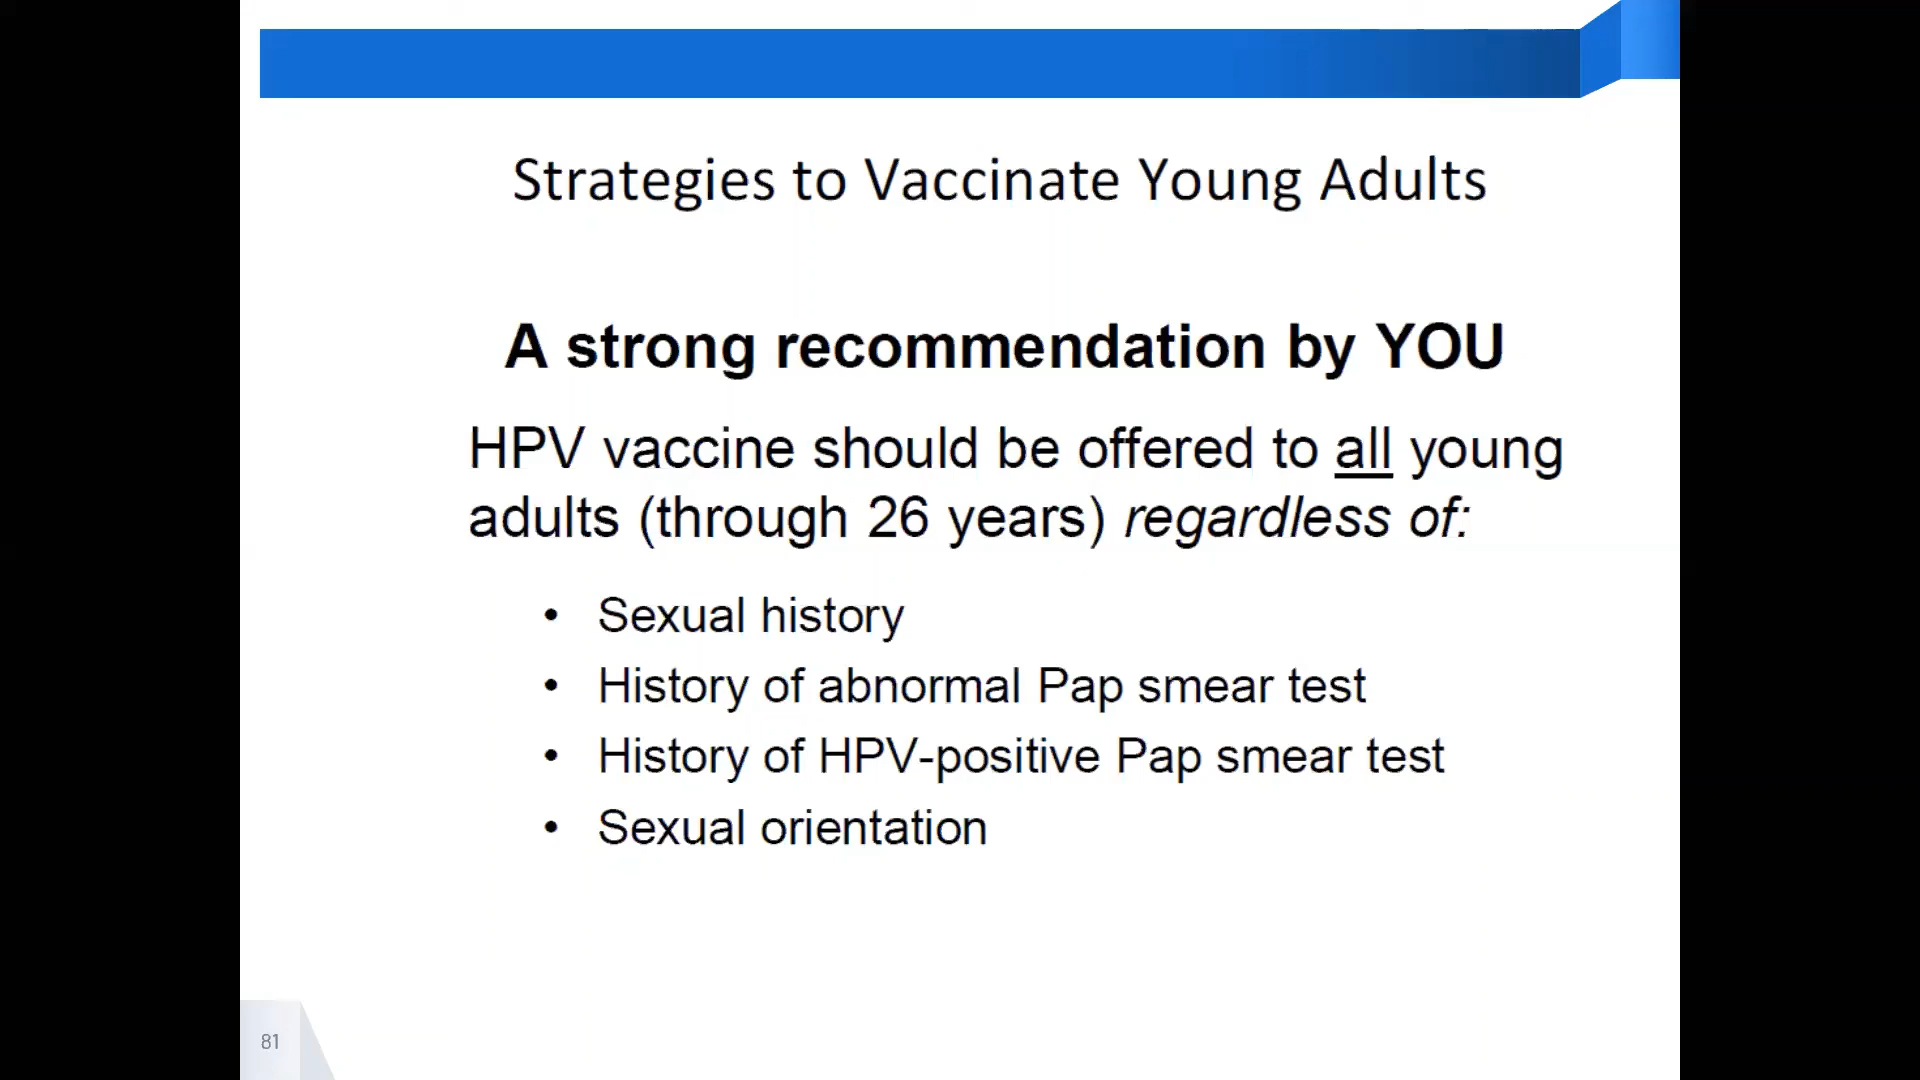 Strategies to Vaccinate Young Adults
A strong recommendation by YOU
HPV vaccine should be offered to all young
adults (through 26 years) regardless of:
• Sexual history
• History of abnormal Pap smear test
• History of HPV-positive Pap smear test
• Sexual orientation
81